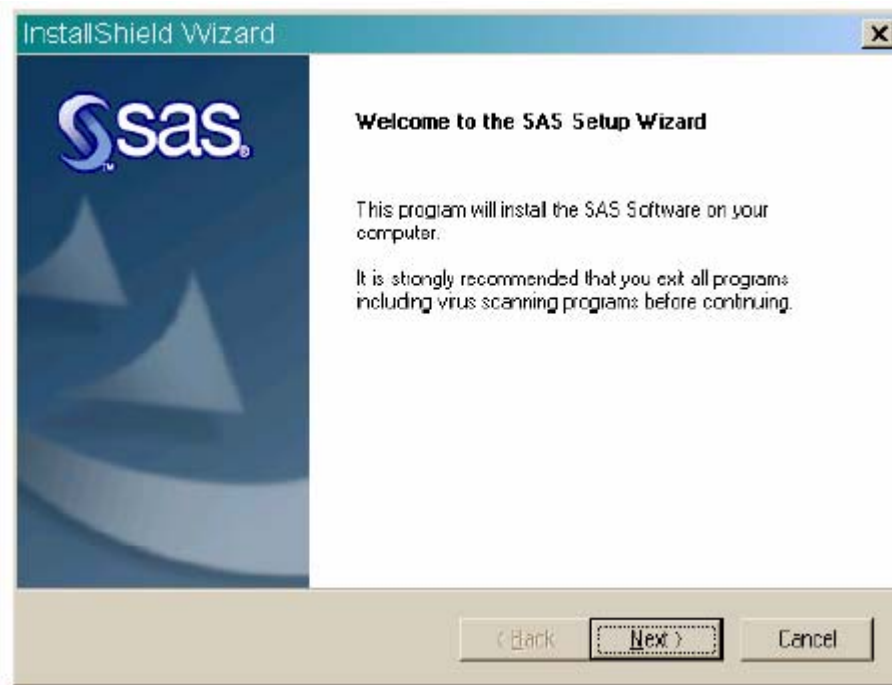 InstallShield Wizard
sas.
TM
®
Welcome to the SAS Setup Wizard
This program will install the SAS Software on your
computer.
It is strongly recommended that you exit all programs
including virus scanning programs before continuing.
< Back
Next >
Cancel